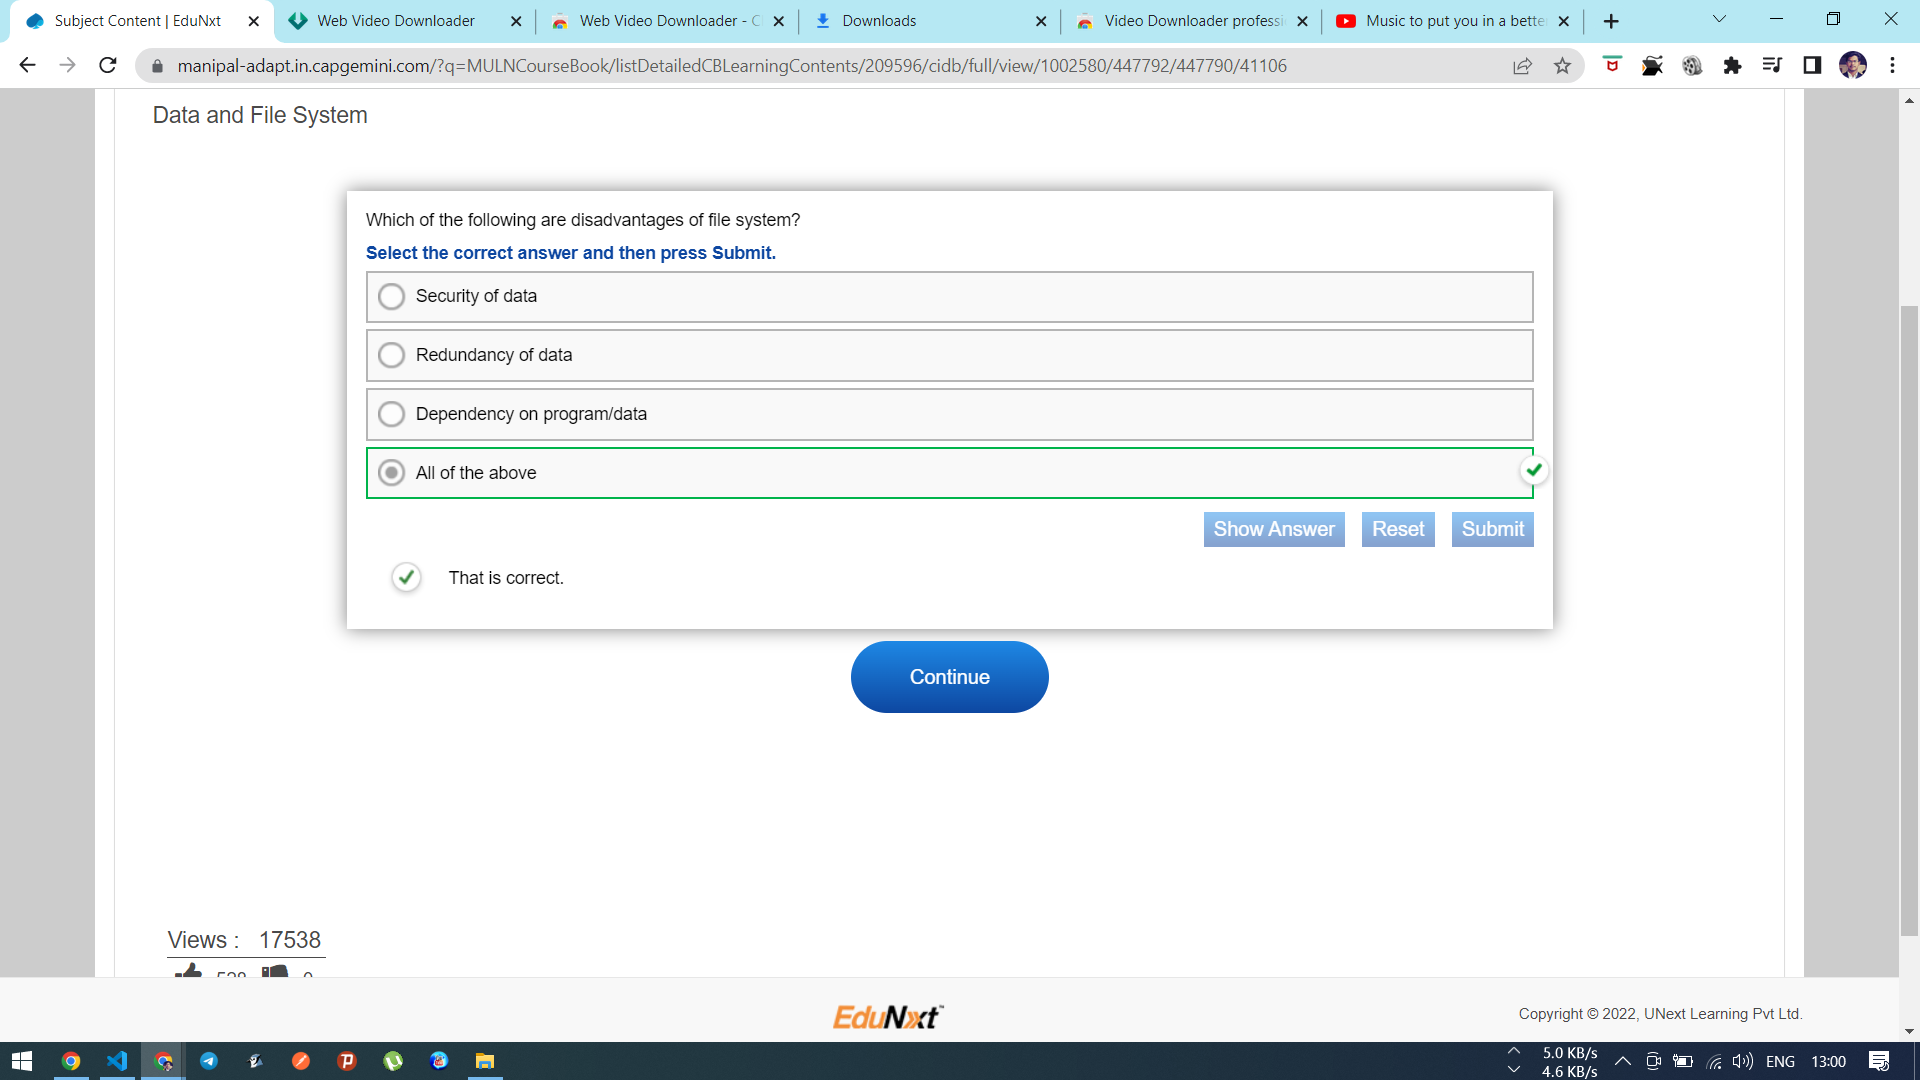 Subject Content | EduNxt
Web Video Downloader
Web Video Downloader - C
Downloads
Video Downloader professi
Music to put you in a bette
manipal-adapt.in.capgemini.com/?q=MULNCourseBook/listDetailedCBLearningContents/209596/cidb/full/view/1002580/447792/447790/41106
Data and File System
Which of the following are disadvantages of file system?
Select the correct answer and then press Submit.
Security of data
Redundancy of data
Dependency on program/data
All of the above
Show Answer Reset Submit
That is correct.
Continue
Views : 17538
528 0
EduNxt™
Copyright © 2022, UNext Learning Pvt Ltd.
5.0 KB/s
4.6 KB/s
ENG 13:00